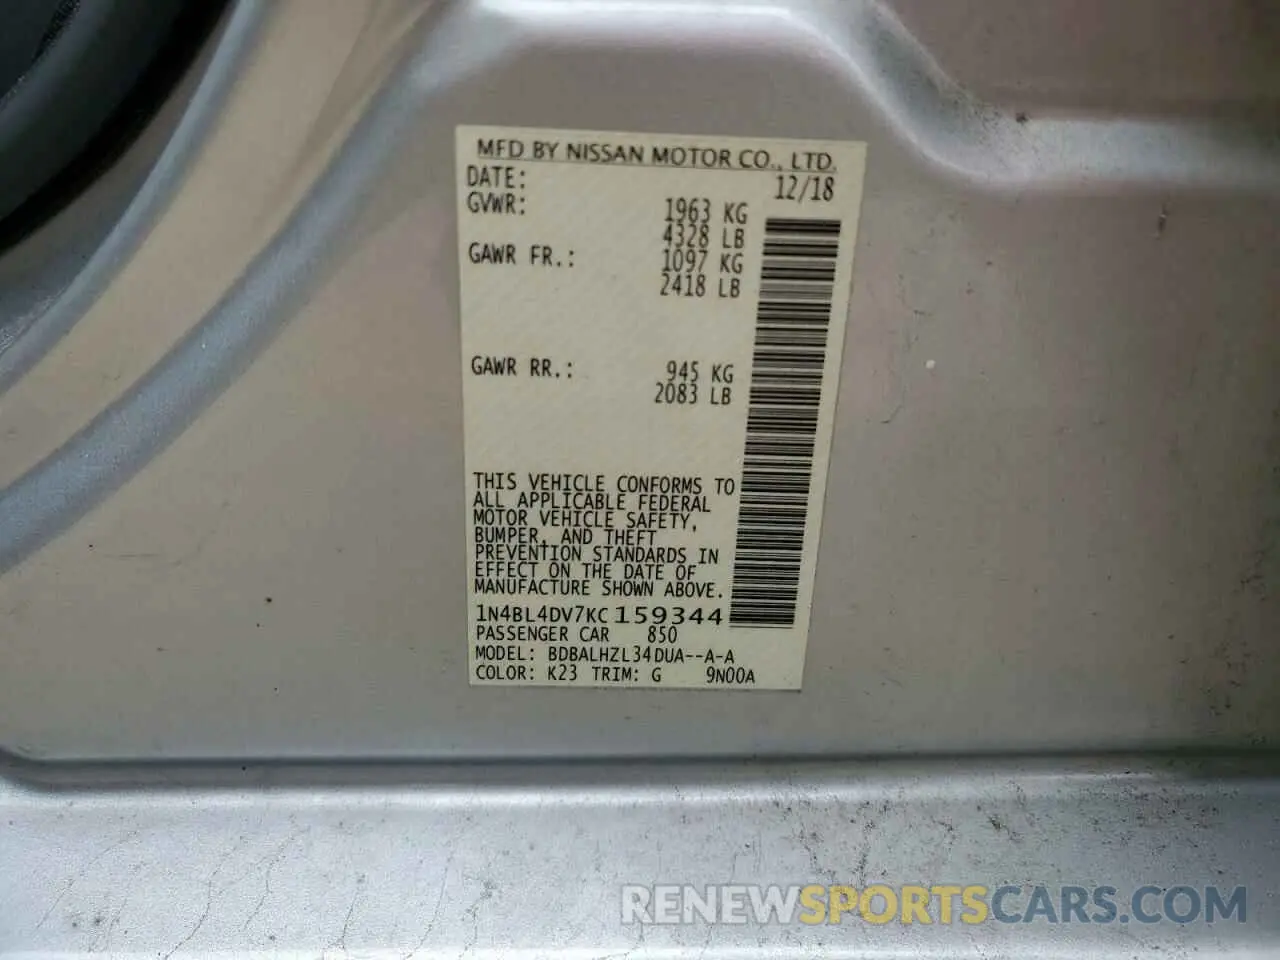 MFD BY NISSAN MOTOR CO., LTD.
DATE: 12/18
GVWR: 1963 KG
4328 LB
GAWR FR.: 1097 KG
2418 LB
GAWR RR.: 945 KG
2083 LB
THIS VEHICLE CONFORMS TO
ALL APPLICABLE FEDERAL
MOTOR VEHICLE SAFETY,
BUMPER, AND THEFT
PREVENTION STANDARDS IN
EFFECT ON THE DATE OF
MANUFACTURE SHOWN ABOVE.
1N4BL4DV7KC159344
PASSENGER CAR 850
MODEL: BDBALHZL34DUA--A-A
COLOR: K23 TRIM: G 9N00A
RENEWSPORTSCARS.COM